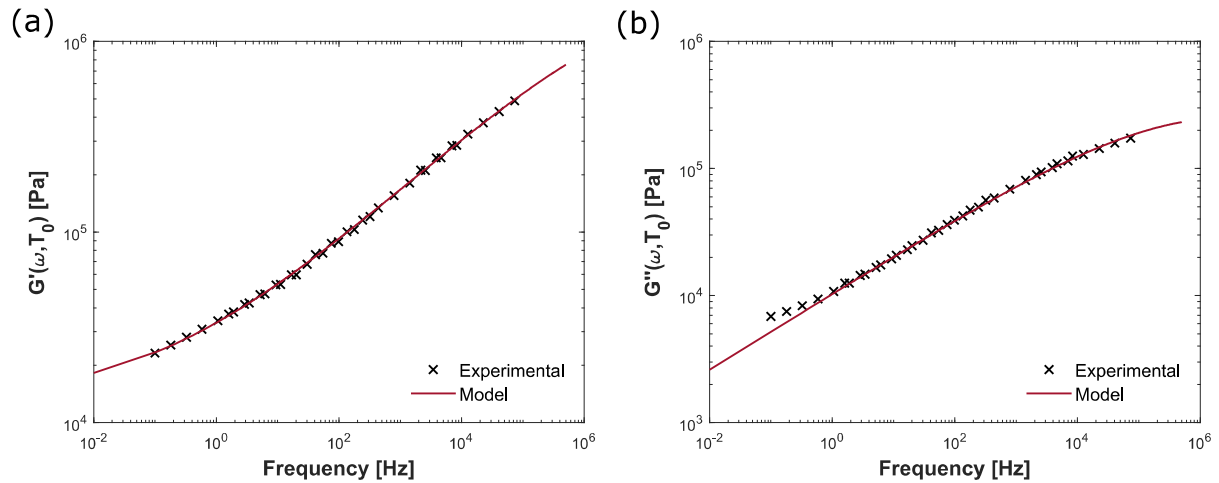 (a)
10^6
10^5
10^4
G'(ω,T_0) [Pa]
10^-2
10^0
10^2
10^4
10^6
Frequency [Hz]
Experimental
Model
(b)
10^6
10^5
10^4
10^3
G''(ω,T_0) [Pa]
10^-2
10^0
10^2
10^4
10^6
Frequency [Hz]
Experimental
Model